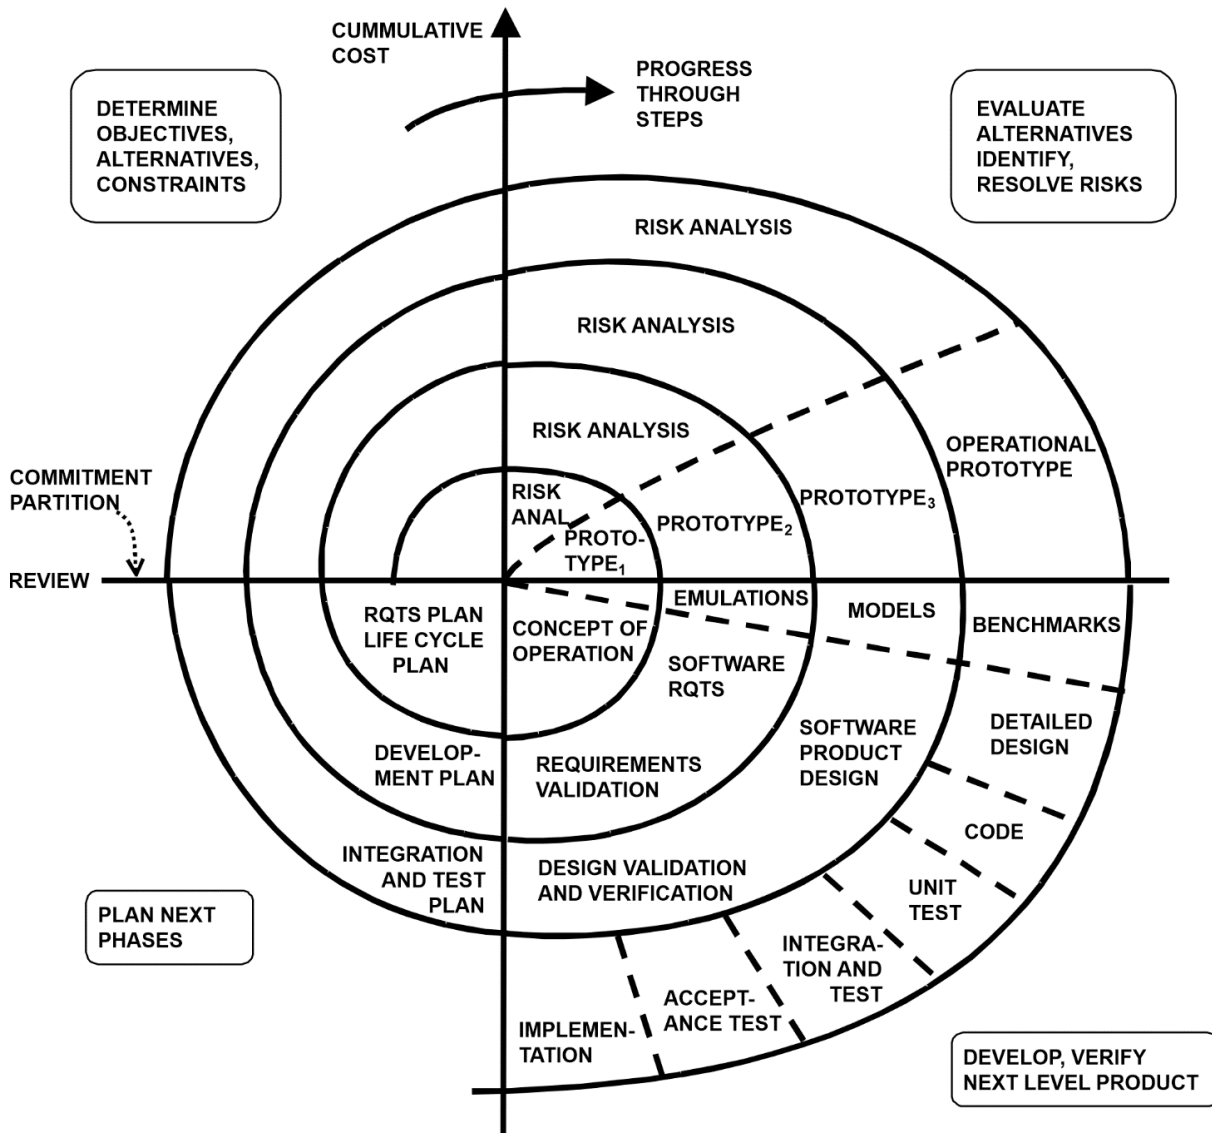 CUMMULATIVE
COST
PROGRESS
THROUGH
STEPS
DETERMINE
OBJECTIVES,
ALTERNATIVES,
CONSTRAINTS
EVALUATE
ALTERNATIVES
IDENTIFY,
RESOLVE RISKS
RISK ANALYSIS
RISK ANALYSIS
RISK ANALYSIS
RISK
ANAL
PROTO-
TYPE₁
PROTOTYPE₂
PROTOTYPE₃
OPERATIONAL
PROTOTYPE
COMMITMENT
PARTITION
REVIEW
EMULATIONS
MODELS
BENCHMARKS
RQTS PLAN
LIFE CYCLE
PLAN
CONCEPT OF
OPERATION
SOFTWARE
RQTS
SOFTWARE
PRODUCT
DESIGN
DETAILED
DESIGN
DEVELOP-
MENT PLAN
REQUIREMENTS
VALIDATION
CODE
INTEGRATION
AND TEST
PLAN
DESIGN VALIDATION
AND VERIFICATION
UNIT
TEST
PLAN NEXT
PHASES
INTEGRA-
TION AND
TEST
ACCEPT-
ANCE TEST
IMPLEMEN-
TATION
DEVELOP, VERIFY
NEXT LEVEL PRODUCT